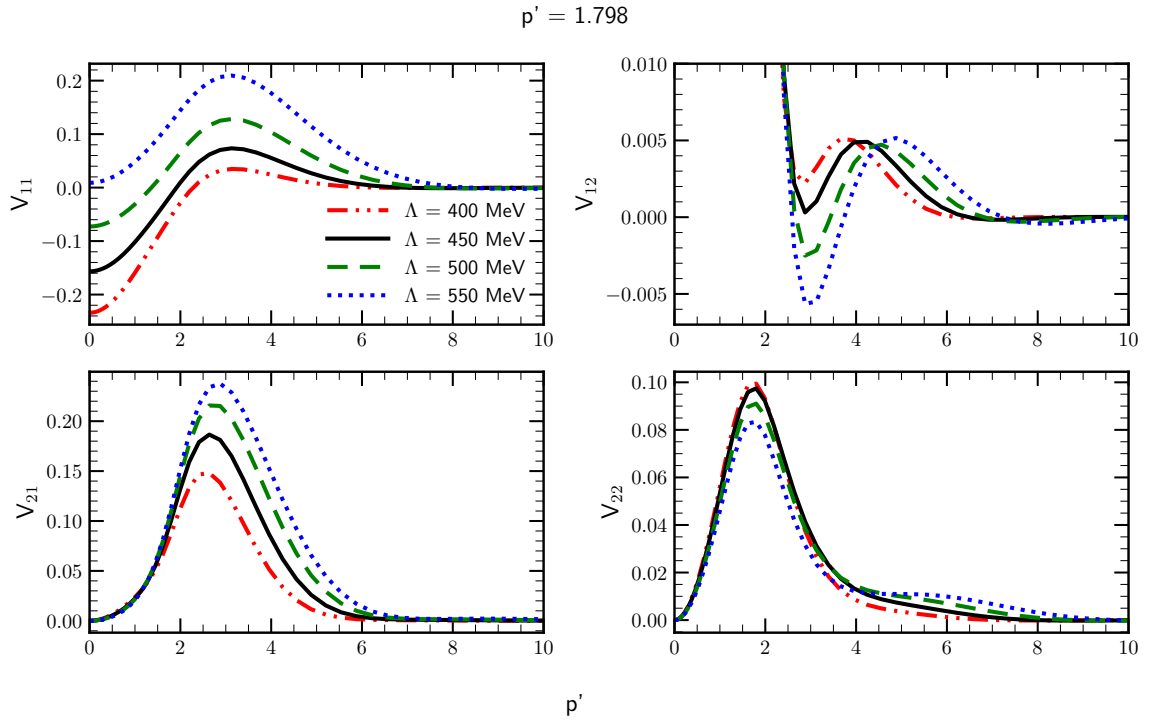 p' = 1.798
V11
0.2
0.1
0.0
−0.1
−0.2
0 2 4 6 8 10
Λ = 400 MeV
Λ = 450 MeV
Λ = 500 MeV
Λ = 550 MeV
V12
0.010
0.005
0.000
−0.005
0 2 4 6 8 10
V21
0.20
0.15
0.10
0.05
0.00
0 2 4 6 8 10
V22
0.10
0.08
0.06
0.04
0.02
0.00
0 2 4 6 8 10
p'